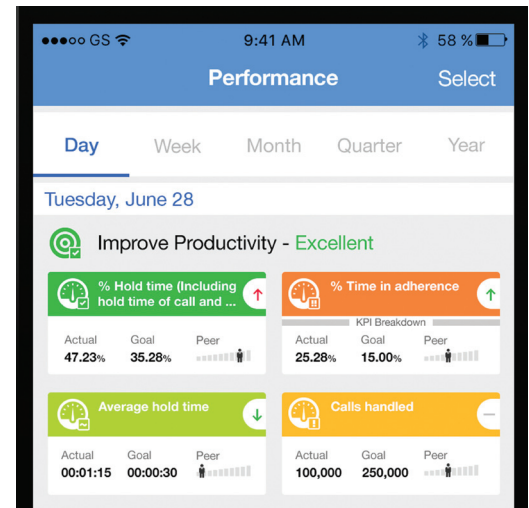 GS 9:41 AM 58 %
Performance Select
Day Week Month Quarter Year
Tuesday, June 28
Improve Productivity - Excellent
% Hold time (Including
hold time of call and ...
Actual Goal Peer
47.23% 35.28%
% Time in adherence
KPI Breakdown
Actual Goal Peer
25.28% 15.00%
Average hold time
Actual Goal Peer
00:01:15 00:00:30
Calls handled
Actual Goal Peer
100,000 250,000